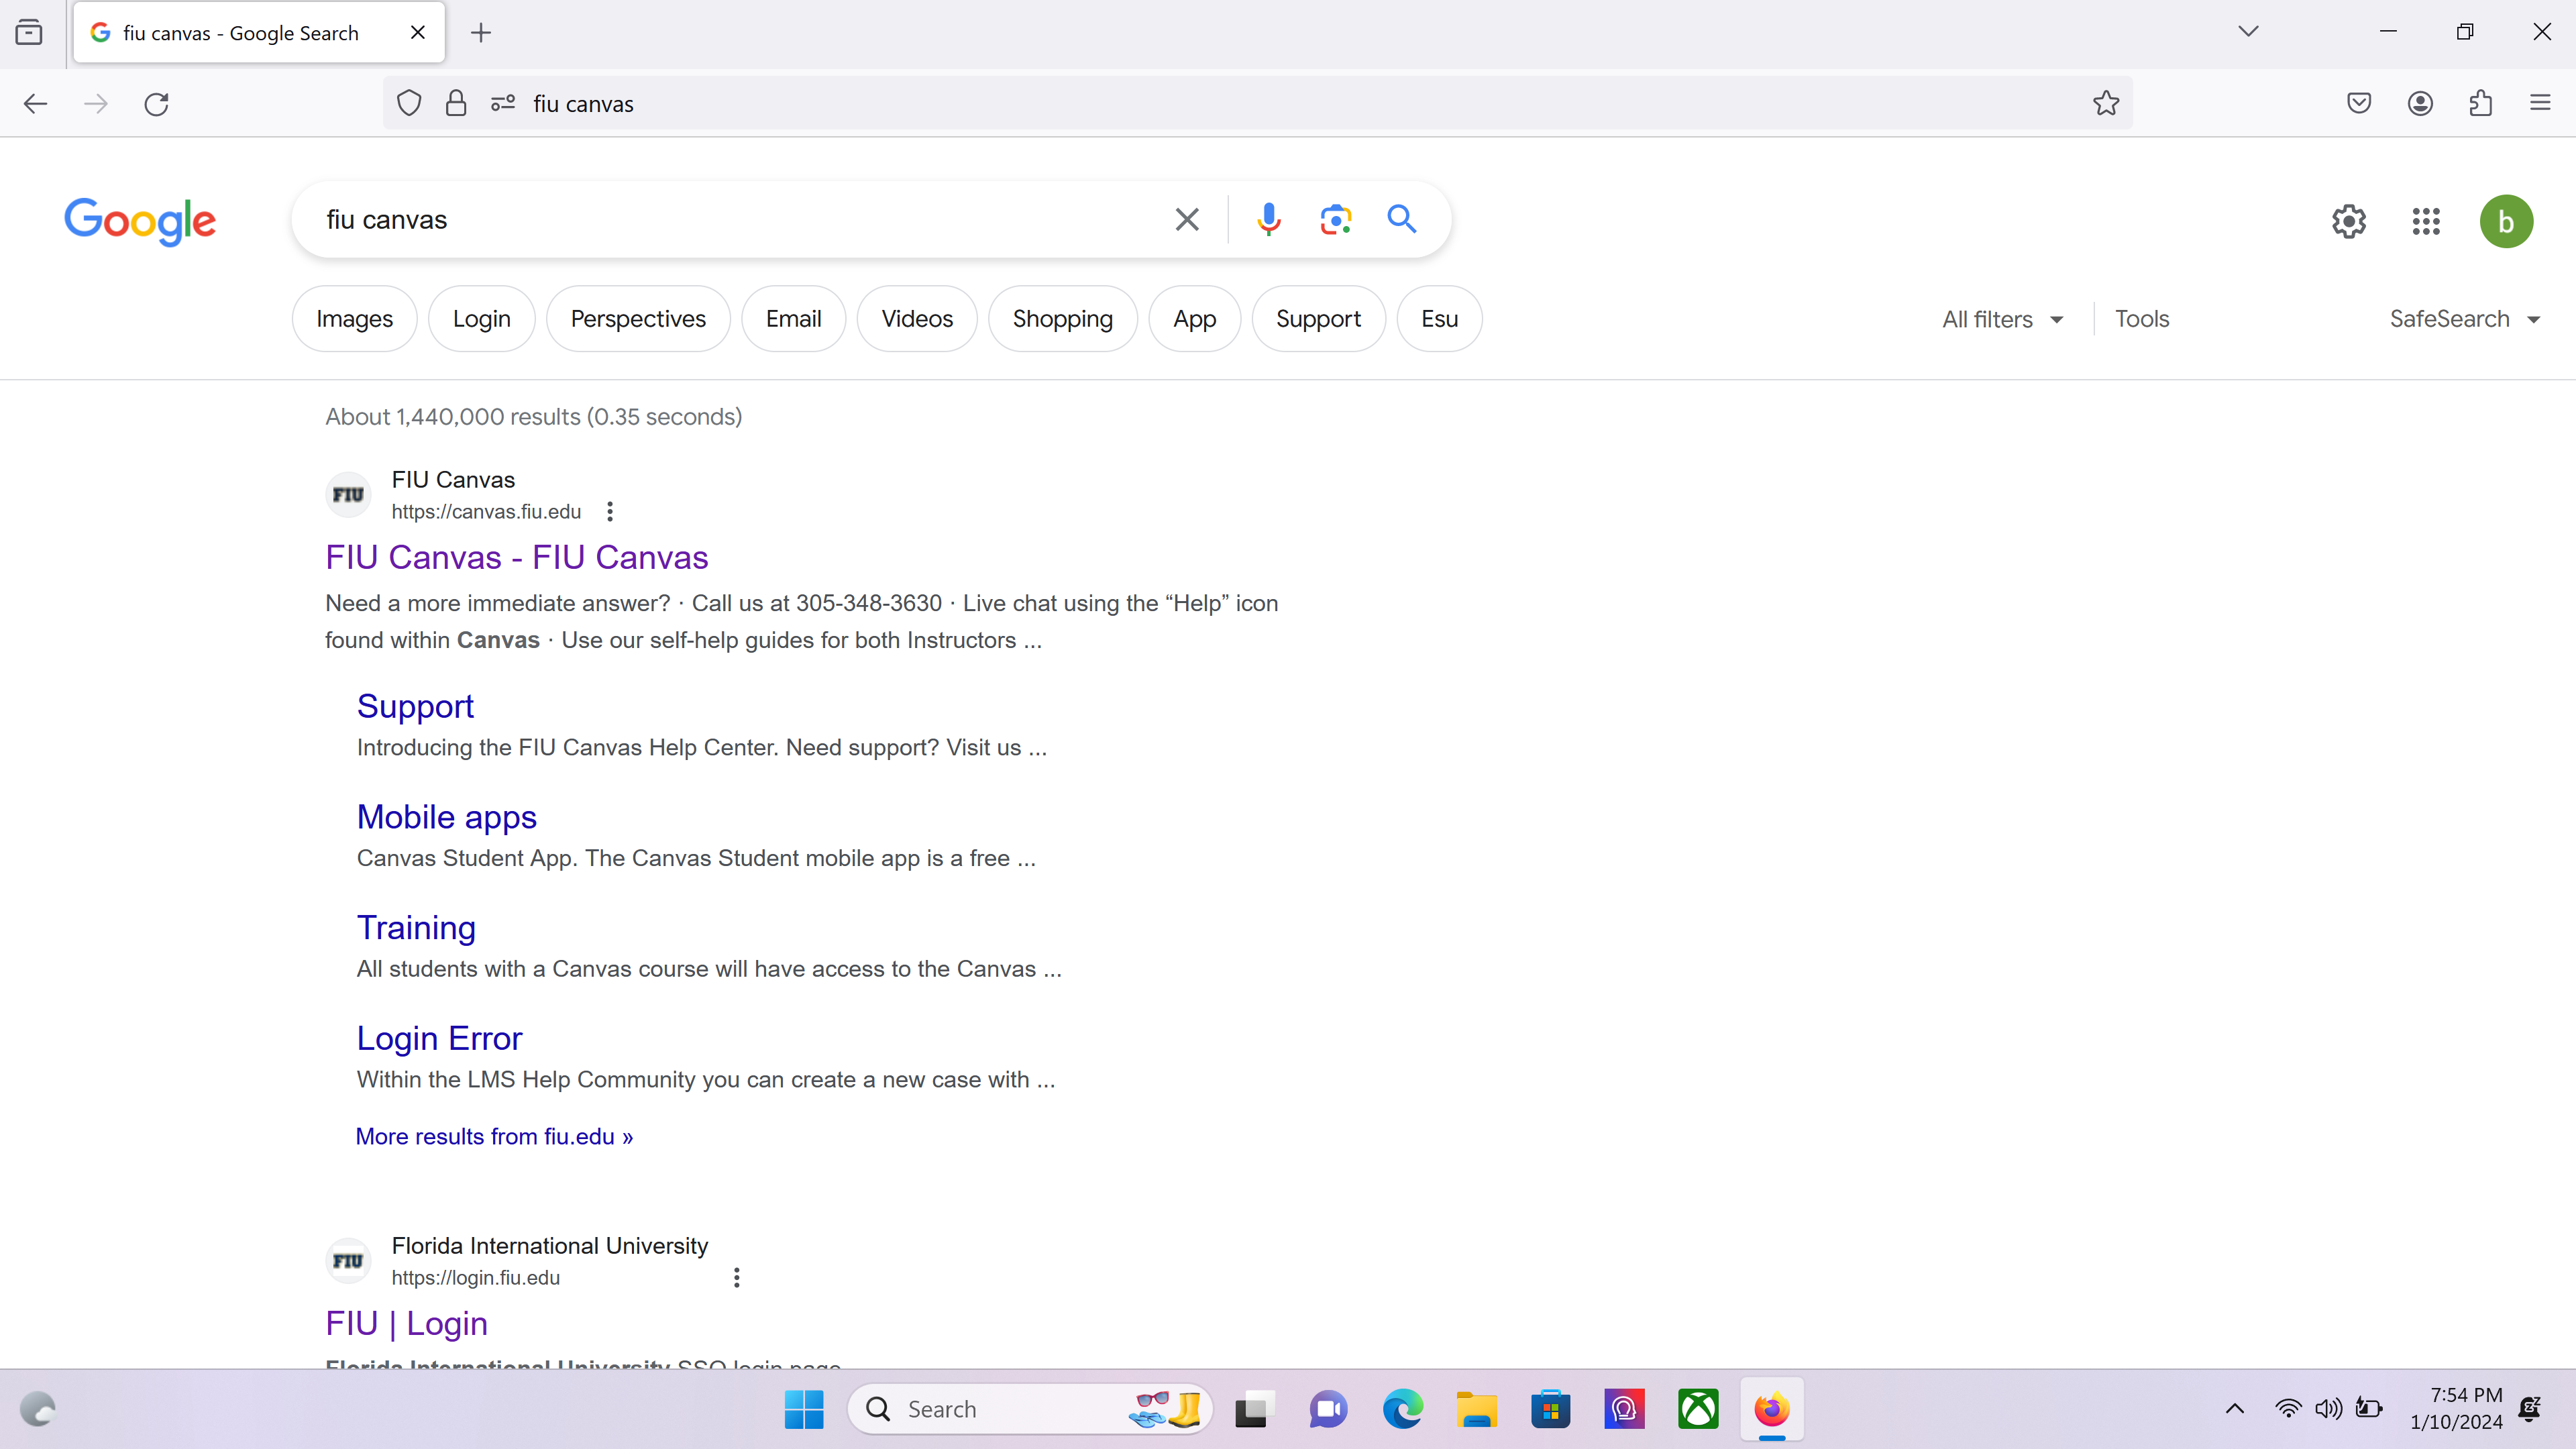 fiu canvas - Google Search
fiu canvas
Google
fiu canvas
b
Images
Login
Perspectives
Email
Videos
Shopping
App
Support
Esu
All filters
Tools
SafeSearch
About 1,440,000 results (0.35 seconds)
FIU
FIU Canvas
https://canvas.fiu.edu
FIU Canvas - FIU Canvas
Need a more immediate answer? · Call us at 305-348-3630 · Live chat using the “Help” icon
found within Canvas · Use our self-help guides for both Instructors ...
Support
Introducing the FIU Canvas Help Center. Need support? Visit us ...
Mobile apps
Canvas Student App. The Canvas Student mobile app is a free ...
Training
All students with a Canvas course will have access to the Canvas ...
Login Error
Within the LMS Help Community you can create a new case with ...
More results from fiu.edu »
FIU
Florida International University
https://login.fiu.edu
FIU | Login
Florida International University SSO login page
Search
7:54 PM
1/10/2024